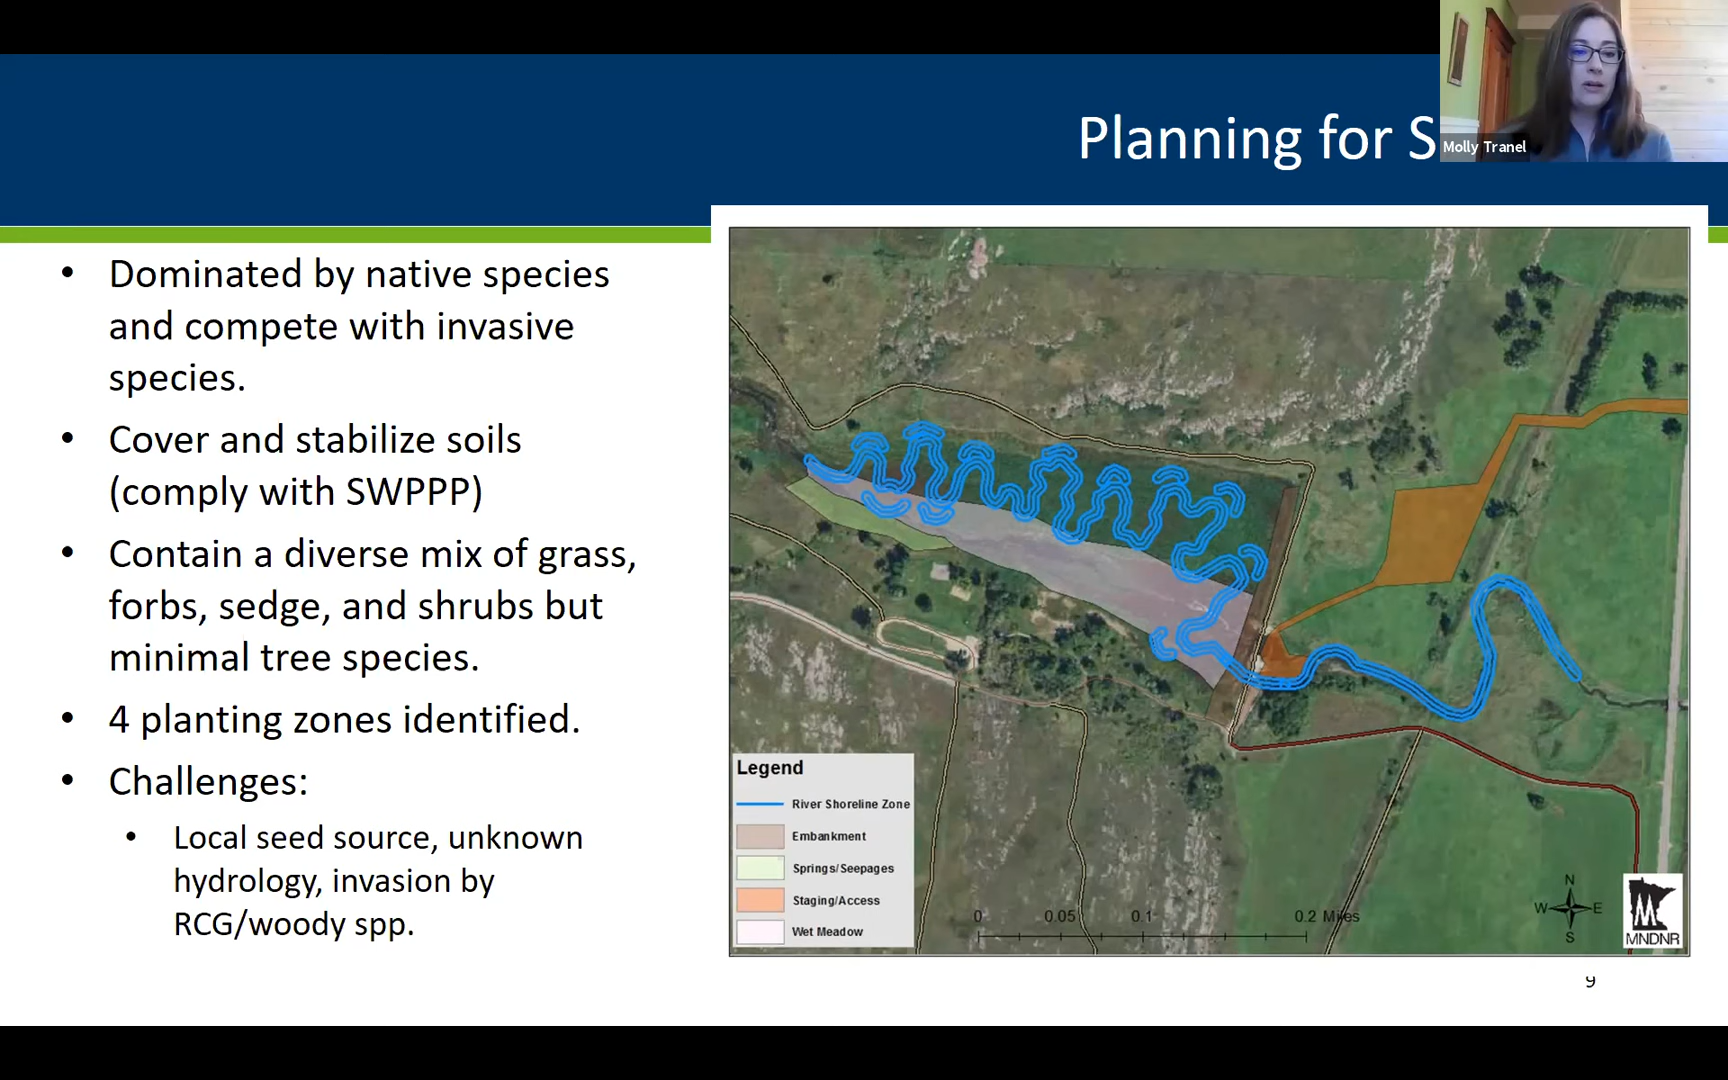 Planning for S
Molly Tranel
• Dominated by native species
and compete with invasive
species.
• Cover and stabilize soils
(comply with SWPPP)
• Contain a diverse mix of grass,
forbs, sedge, and shrubs but
minimal tree species.
• 4 planting zones identified.
• Challenges:
• Local seed source, unknown
hydrology, invasion by
RCG/woody spp.
Legend
River Shoreline Zone
Embankment
Springs/Seepages
Staging/Access
Wet Meadow
0 0.05 0.1 0.2 Miles
N
W E
S
MNDNR
9